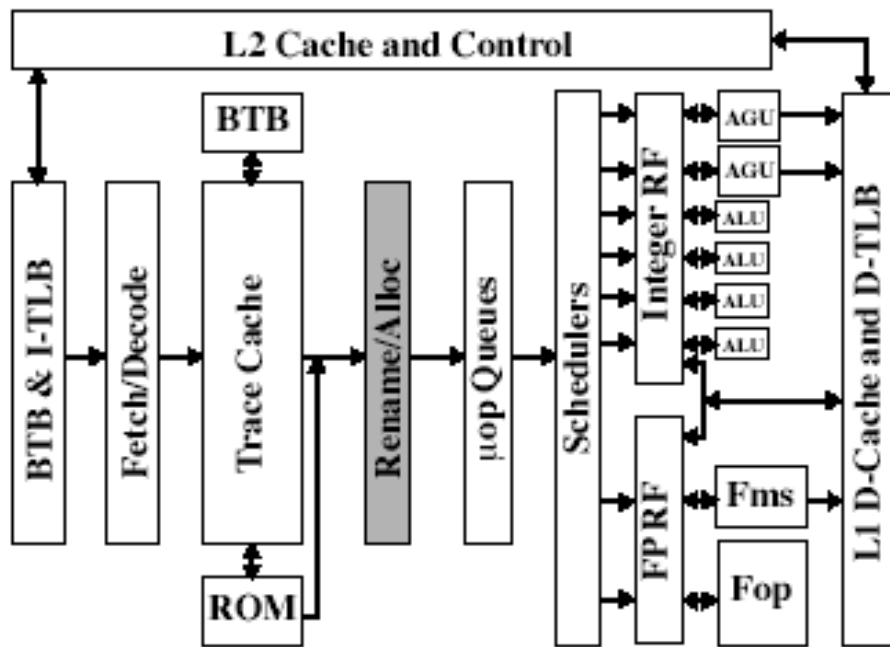 L2 Cache and Control
BTB
BTB & I-TLB
Fetch/Decode
Trace Cache
ROM
Rename/Alloc
µop Queues
Schedulers
Integer RF
FP RF
AGU
AGU
ALU
ALU
ALU
ALU
Fms
Fop
L1 D-Cache and D-TLB